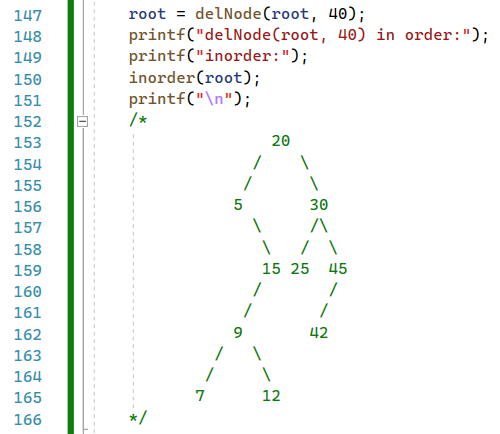 147 root = delNode(root, 40);
148 printf("delNode(root, 40) in order:");
149 printf("inorder:");
150 inorder(root);
151 printf("\n");
152 /*
153 20
154 / \
155 / \
156 5 30
157 \ /\
158 \ / \
159 15 25 45
160 / /
161 / /
162 9 42
163 / \
164 / \
165 7 12
166 */